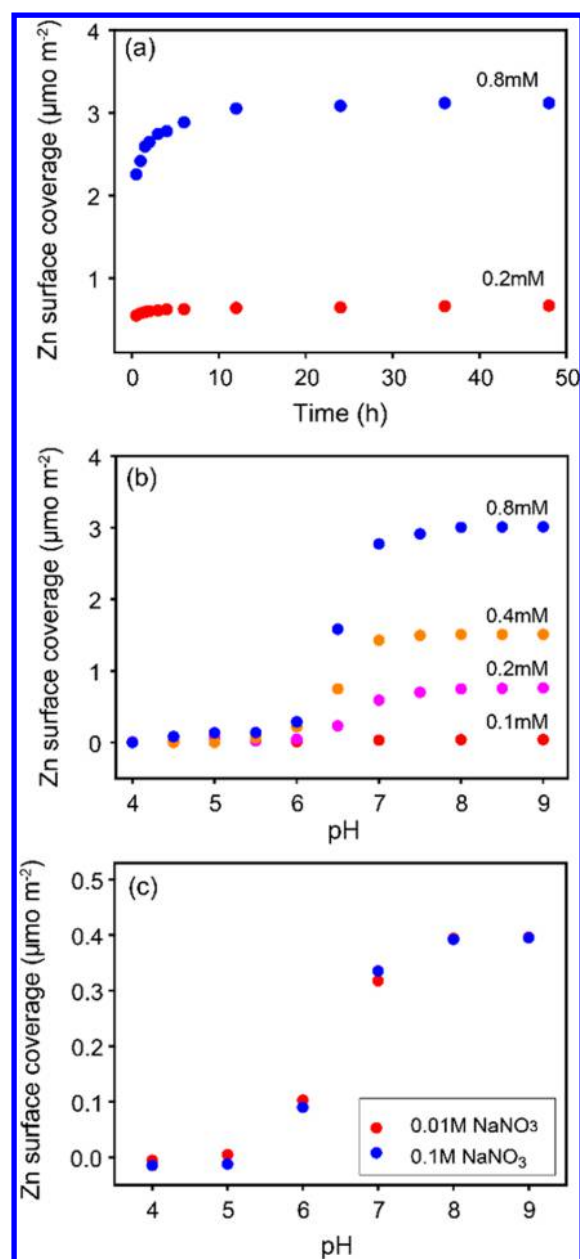 (a)
Zn surface coverage (µmo m⁻²)
4
3
2
1
0.8mM
0.2mM
0 10 20 30 40 50
Time (h)
(b)
Zn surface coverage (µmo m⁻²)
4
3
2
1
0
0.8mM
0.4mM
0.2mM
0.1mM
4 5 6 7 8 9
pH
(c)
Zn surface coverage (µmo m⁻²)
0.5
0.4
0.3
0.2
0.1
0.0
0.01M NaNO₃
0.1M NaNO₃
4 5 6 7 8 9
pH